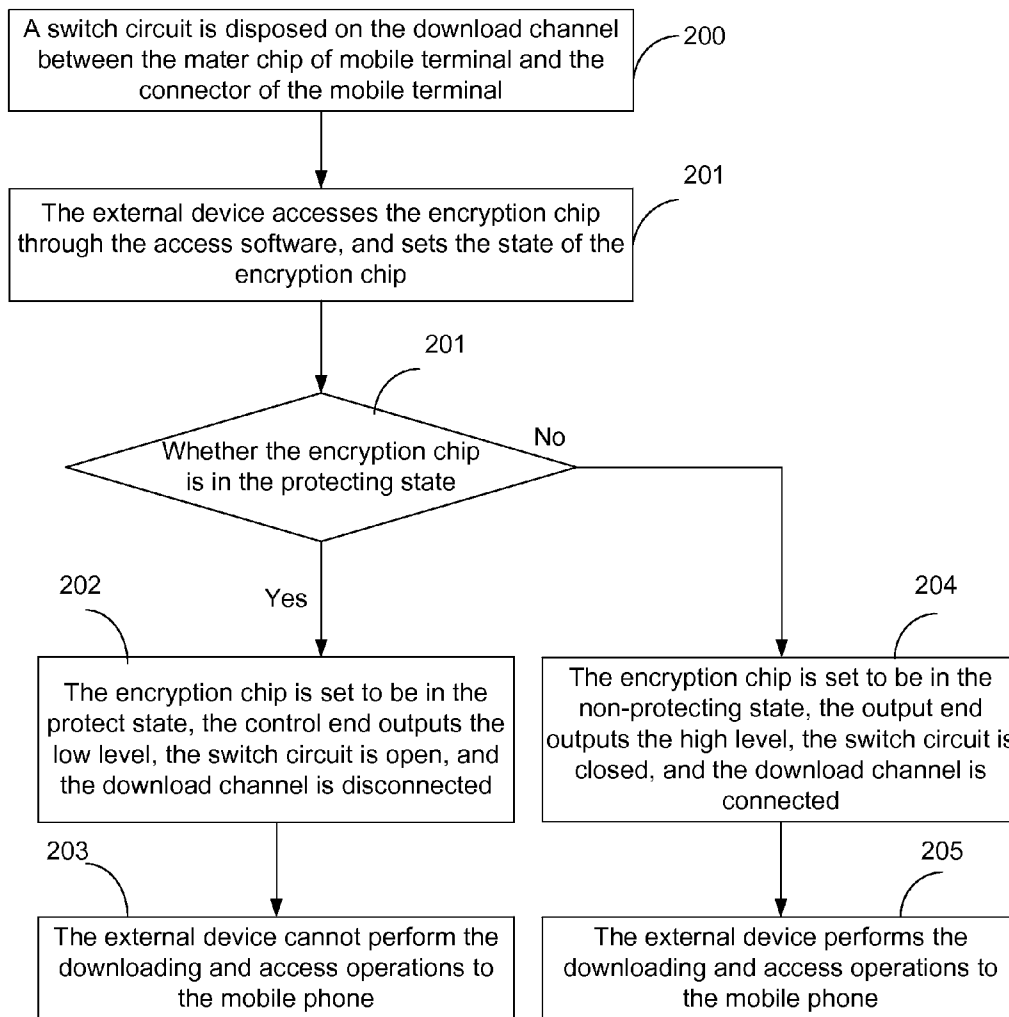 A switch circuit is disposed on the download channel
between the mater chip of mobile terminal and the
connector of the mobile terminal
200
201
The external device accesses the encryption chip
through the access software, and sets the state of the
encryption chip
201
Whether the encryption chip
is in the protecting state
No
Yes
202
The encryption chip is set to be in the
protect state, the control end outputs the
low level, the switch circuit is open, and
the download channel is disconnected
204
The encryption chip is set to be in the
non-protecting state, the output end
outputs the high level, the switch circuit is
closed, and the download channel is
connected
203
The external device cannot perform the
downloading and access operations to
the mobile phone
205
The external device performs the
downloading and access operations to
the mobile phone